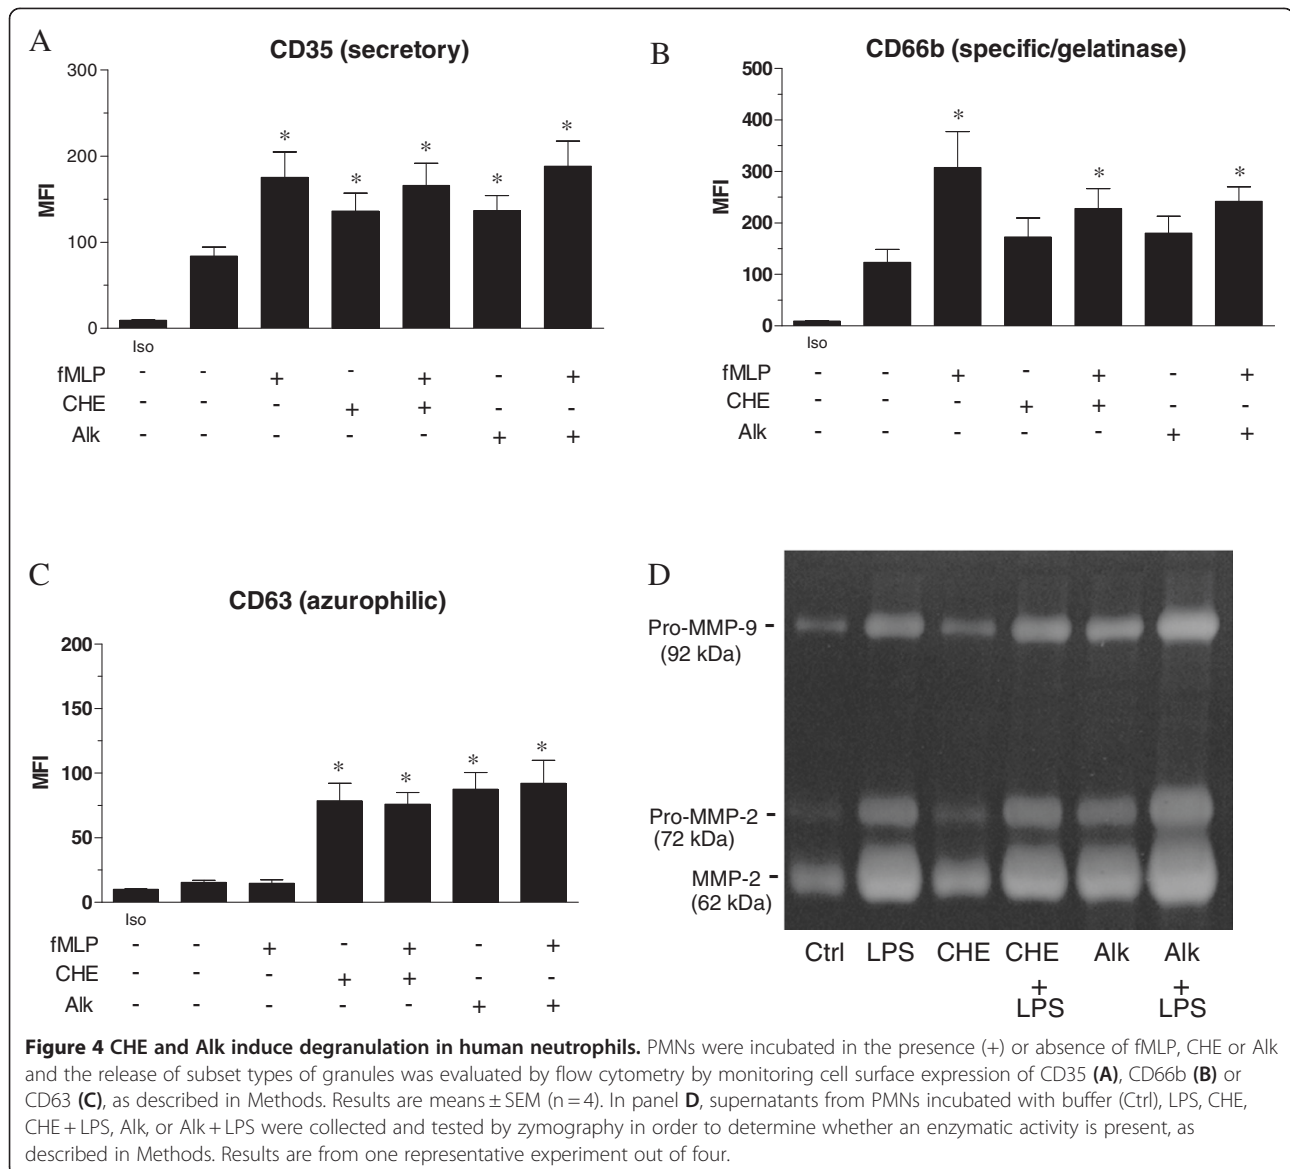 A
CD35 (secretory)
300
200
100
0
MFI
* * * * *
Iso
fMLP - - + - + - +
CHE - - - + + - -
Alk - - - - - + +
B
CD66b (specific/gelatinase)
500
400
300
200
100
0
MFI
* * *
Iso
fMLP - - + - + - +
CHE - - - + + - -
Alk - - - - - + +
C
CD63 (azurophilic)
200
150
100
50
0
MFI
* * * *
Iso
fMLP - - + - + - +
CHE - - - + + - -
Alk - - - - - + +
D
Pro-MMP-9 -
(92 kDa)
Pro-MMP-2 -
(72 kDa)
MMP-2 -
(62 kDa)
Ctrl LPS CHE CHE Alk Alk
+ +
LPS LPS
Figure 4 CHE and Alk induce degranulation in human neutrophils. PMNs were incubated in the presence (+) or absence of fMLP, CHE or Alk
and the release of subset types of granules was evaluated by flow cytometry by monitoring cell surface expression of CD35 (A), CD66b (B) or
CD63 (C), as described in Methods. Results are means ± SEM (n = 4). In panel D, supernatants from PMNs incubated with buffer (Ctrl), LPS, CHE,
CHE + LPS, Alk, or Alk + LPS were collected and tested by zymography in order to determine whether an enzymatic activity is present, as
described in Methods. Results are from one representative experiment out of four.